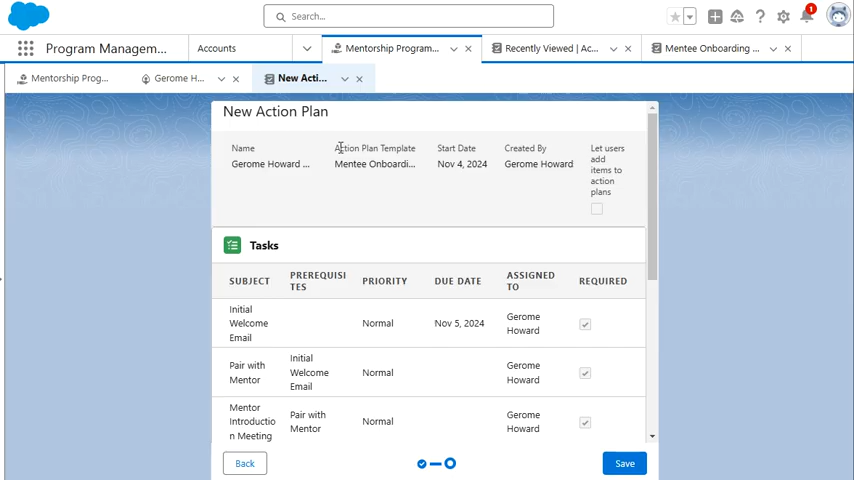 Search...
1
Program Managem...
Accounts
Mentorship Program...
Recently Viewed | Ac...
Mentee Onboarding ...
Mentorship Prog...
Gerome H...
New Acti...
New Action Plan
Name
Action Plan Template
Start Date
Created By
Let users
add
items to
action
plans
Gerome Howard ...
Mentee Onboardi...
Nov 4, 2024
Gerome Howard
Tasks
SUBJECT
PREREQUISI
TES
PRIORITY
DUE DATE
ASSIGNED
TO
REQUIRED
Initial
Welcome
Email
Normal
Nov 5, 2024
Gerome
Howard
Pair with
Mentor
Initial
Welcome
Email
Normal
Gerome
Howard
Mentor
Introductio
n Meeting
Pair with
Mentor
Normal
Gerome
Howard
Back
Save